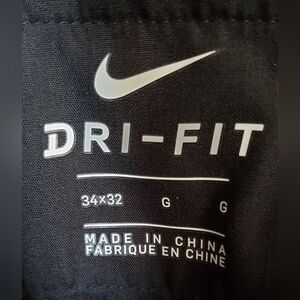 DRI-FIT
34x32 G G
MADE IN CHINA
FABRIQUE EN CHINE